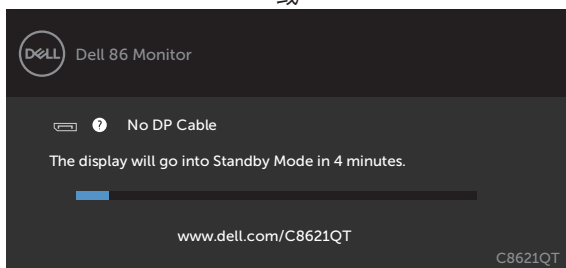 DELL
Dell 86 Monitor
? No DP Cable
The display will go into Standby Mode in 4 minutes.
www.dell.com/C8621QT
C8621QT